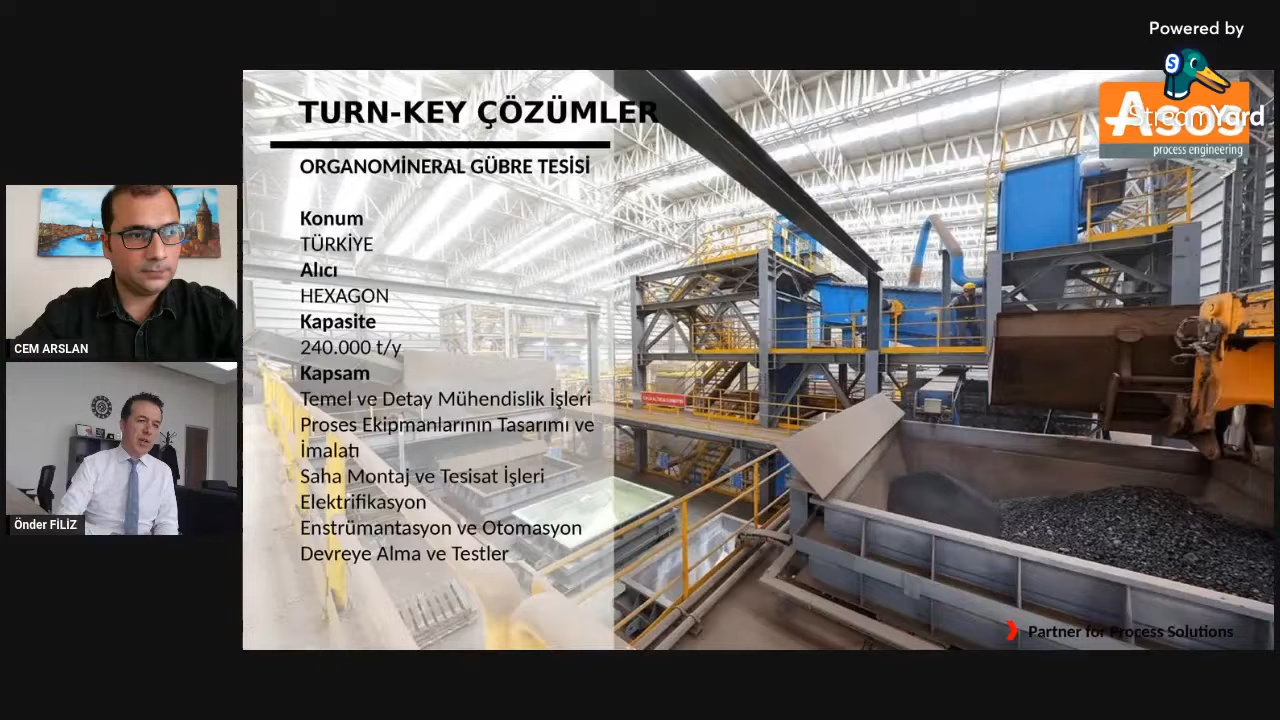 Powered by
StreamYard
Asos
process engineering
TURN-KEY ÇÖZÜMLER
ORGANOMİNERAL GÜBRE TESİSİ
Konum
TÜRKİYE
Alıcı
HEXAGON
Kapasite
240.000 t/y
Kapsam
Temel ve Detay Mühendislik İşleri
Proses Ekipmanlarının Tasarımı ve
İmalatı
Saha Montaj ve Tesisat İşleri
Elektrifikasyon
Enstrümantasyon ve Otomasyon
Devreye Alma ve Testler
CEM ARSLAN
Önder FİLİZ
Partner for Process Solutions